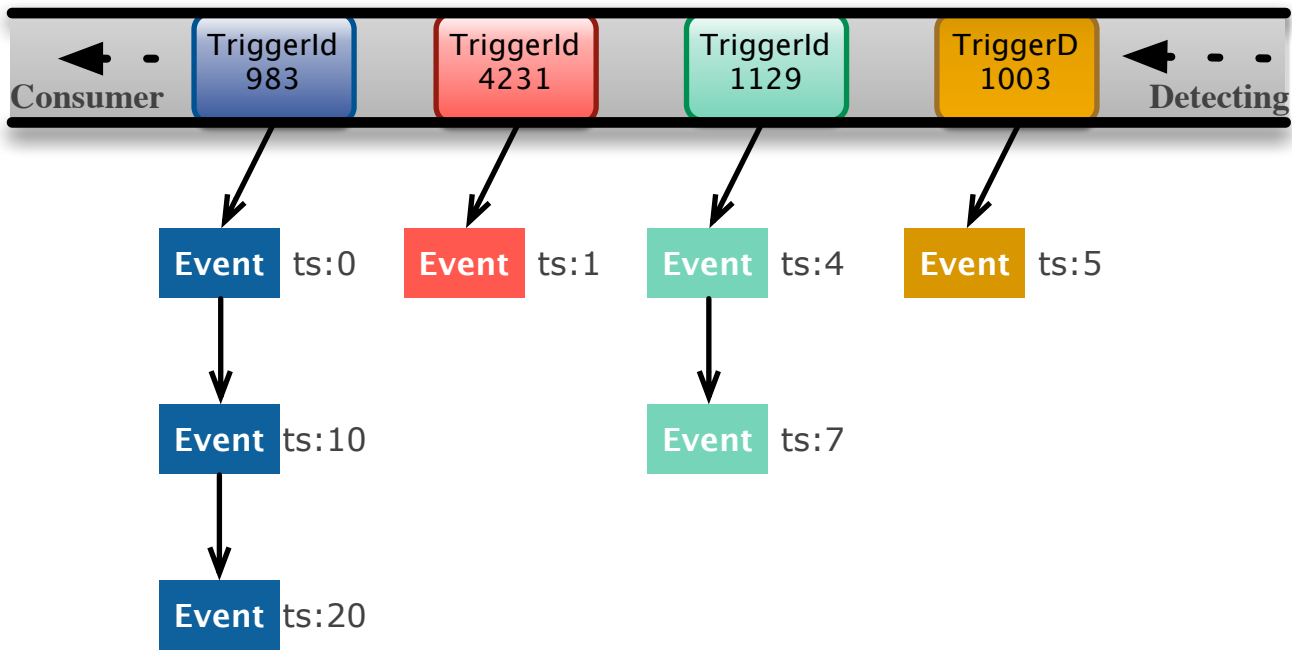 TriggerId
983
TriggerId
4231
TriggerId
1129
TriggerD
1003
Consumer
Detecting
Event ts:0
Event ts:1
Event ts:4
Event ts:5
Event ts:10
Event ts:7
Event ts:20